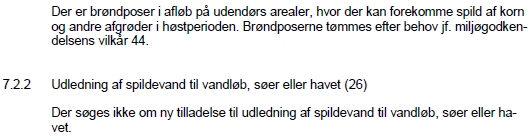 Der er brøndposer i afløb på udendørs arealer, hvor der kan forekomme spild af korn
og andre afgrøder i høstperioden. Brøndposerne tømmes efter behov jf. miljøgodken-
delsens vilkår 44.
7.2.2 Udledning af spildevand til vandløb, søer eller havet (26)
Der søges ikke om ny tilladelse til udledning af spildevand til vandløb, søer eller ha-
vet.